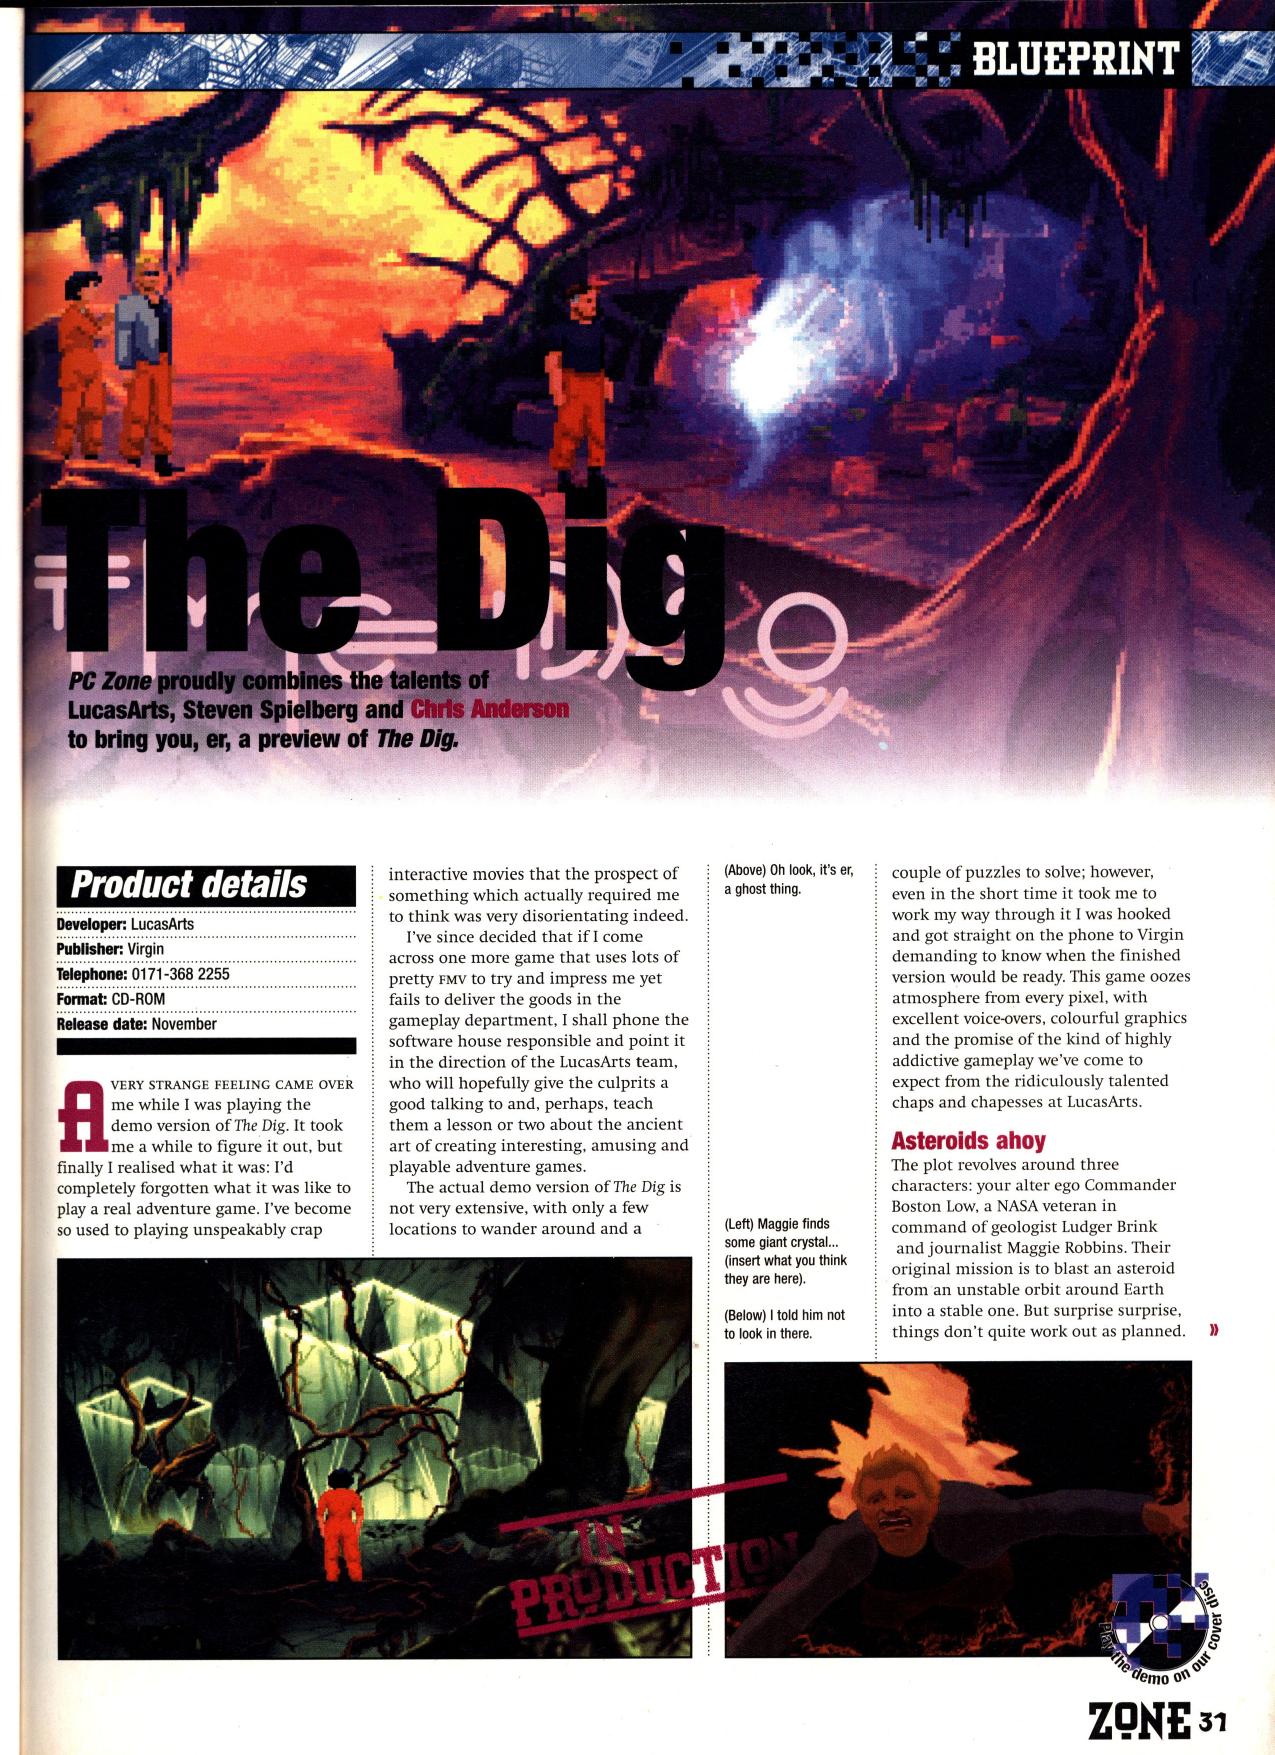 BLUEPRINT
The Dig
The Dig
PC Zone proudly combines the talents of
LucasArts, Steven Spielberg and Chris Anderson
to bring you, er, a preview of The Dig.
Product details
Developer: LucasArts
Publisher: Virgin
Telephone: 0171-368 2255
Format: CD-ROM
Release date: November
A VERY STRANGE FEELING CAME OVER
me while I was playing the
demo version of The Dig. It took
me a while to figure it out, but
finally I realised what it was: I'd
completely forgotten what it was like to
play a real adventure game. I've become
so used to playing unspeakably crap
interactive movies that the prospect of
something which actually required me
to think was very disorientating indeed.
I've since decided that if I come
across one more game that uses lots of
pretty FMV to try and impress me yet
fails to deliver the goods in the
gameplay department, I shall phone the
software house responsible and point it
in the direction of the LucasArts team,
who will hopefully give the culprits a
good talking to and, perhaps, teach
them a lesson or two about the ancient
art of creating interesting, amusing and
playable adventure games.
The actual demo version of The Dig is
not very extensive, with only a few
locations to wander around and a
(Above) Oh look, it's er,
a ghost thing.
(Left) Maggie finds
some giant crystal...
(insert what you think
they are here).
(Below) I told him not
to look in there.
couple of puzzles to solve; however,
even in the short time it took me to
work my way through it I was hooked
and got straight on the phone to Virgin
demanding to know when the finished
version would be ready. This game oozes
atmosphere from every pixel, with
excellent voice-overs, colourful graphics
and the promise of the kind of highly
addictive gameplay we've come to
expect from the ridiculously talented
chaps and chapesses at LucasArts.
Asteroids ahoy
The plot revolves around three
characters: your alter ego Commander
Boston Low, a NASA veteran in
command of geologist Ludger Brink
and journalist Maggie Robbins. Their
original mission is to blast an asteroid
from an unstable orbit around Earth
into a stable one. But surprise surprise,
things don't quite work out as planned. »
IN
PRODUCTION
Play the demo on our cover disc
ZONE 31